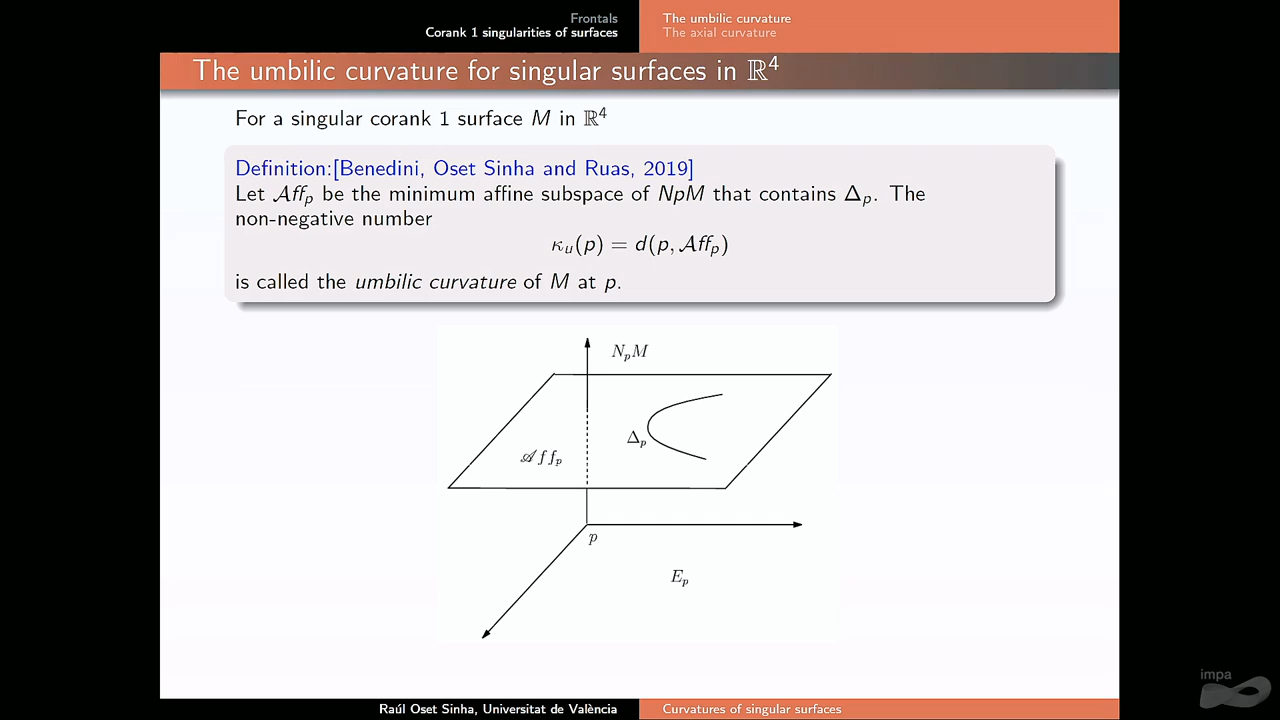 Frontals
Corank 1 singularities of surfaces
The umbilic curvature
The axial curvature
The umbilic curvature for singular surfaces in ℝ⁴
For a singular corank 1 surface M in ℝ⁴
Definition:[Benedini, Oset Sinha and Ruas, 2019]
Let 𝒜ff_p be the minimum affine subspace of NpM that contains Δ_p. The
non-negative number
κ_u(p) = d(p, 𝒜ff_p)
is called the umbilic curvature of M at p.
N_pM
Δ_p
𝒜ff_p
p
E_p
impa
Raúl Oset Sinha, Universitat de València
Curvatures of singular surfaces